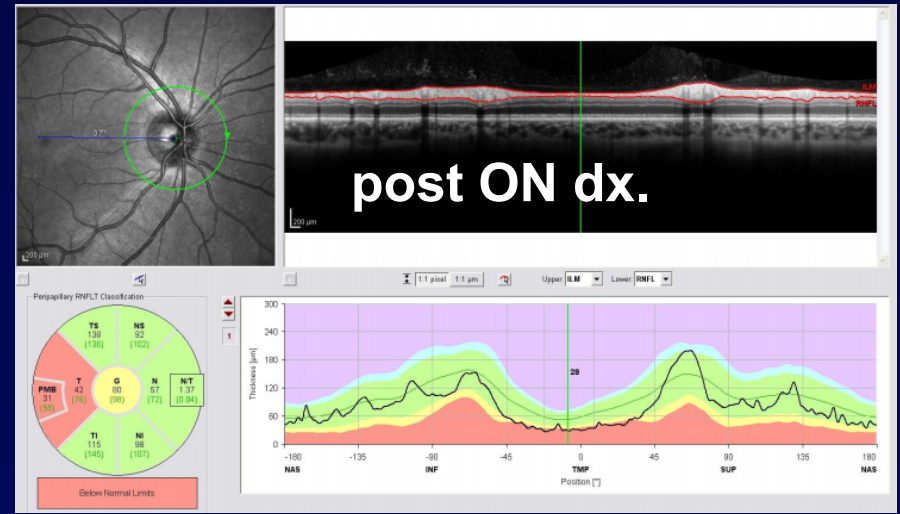 0.7°
200 µm
ILM
RNFL
post ON dx.
200 µm
1:1 pixel 1:1 µm Upper: ILM Lower: RNFL
Peripapillary RNFLT Classification
TS
138
(136)
NS
92
(102)
PMB
31
(58)
T
42
(76)
G
80
(98)
N
57
(72)
N/T
1.37
(0.94)
TI
115
(145)
NI
98
(107)
Below Normal Limits
1
Thickness [µm]
300
240
180
120
60
0
28
-180 -135 -90 -45 0 45 90 135 180
NAS INF TMP SUP NAS
Position [°]